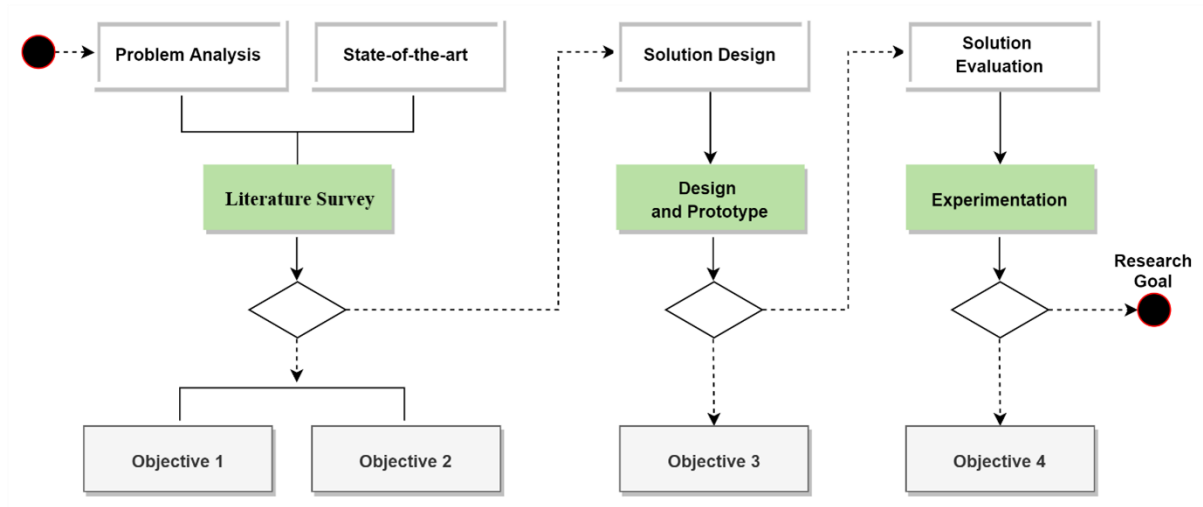 Problem Analysis
State-of-the-art
Solution Design
Solution
Evaluation
Literature Survey
Design
and Prototype
Experimentation
Research
Goal
Objective 1
Objective 2
Objective 3
Objective 4